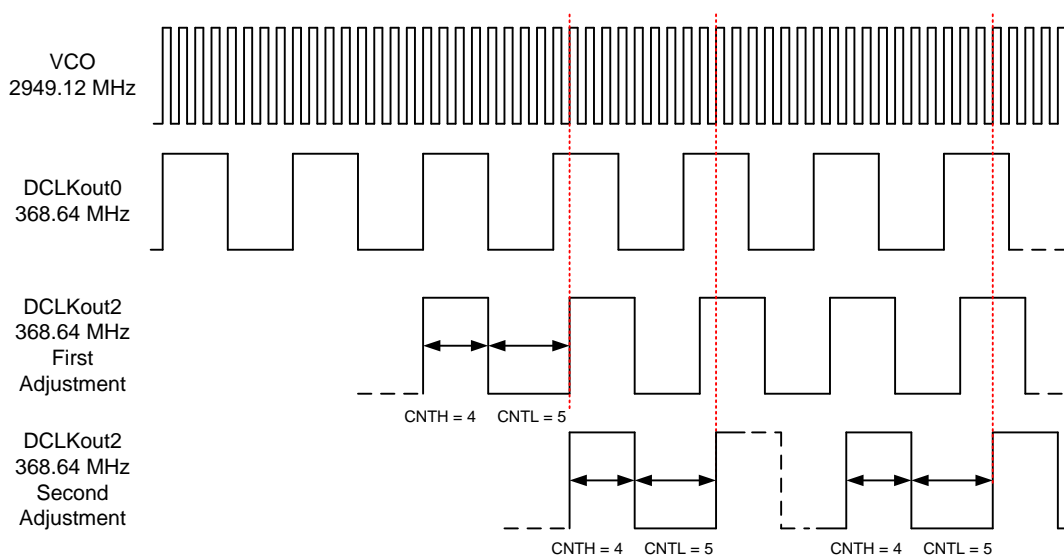 VCO
2949.12 MHz
DCLKout0
368.64 MHz
DCLKout2
368.64 MHz
First
Adjustment
CNTH = 4
CNTL = 5
DCLKout2
368.64 MHz
Second
Adjustment
CNTH = 4
CNTL = 5
CNTH = 4
CNTL = 5